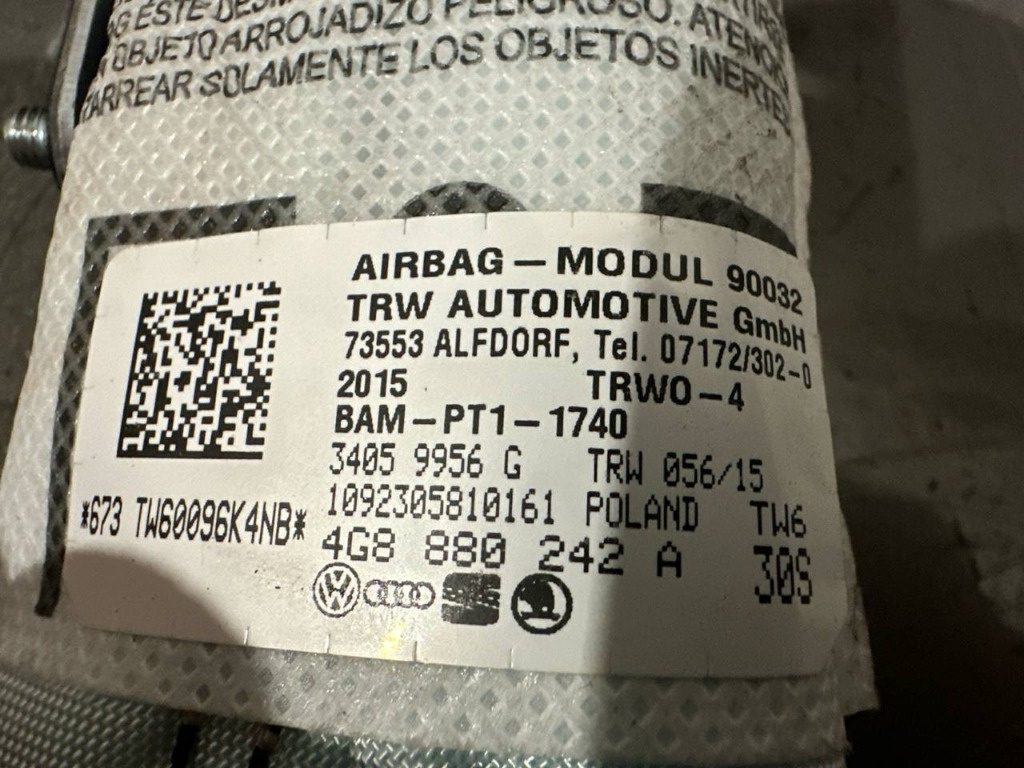 ESTE
OBJETO ARROJADIZO PELIGROSO. ATENCIO
ARREAR SOLAMENTE LOS OBJETOS INERTE
AIRBAG – MODUL 90032
TRW AUTOMOTIVE GmbH
73553 ALFDORF, Tel. 07172/302-0
2015 TRWO-4
BAM-PT1-1740
3405 9956 G TRW 056/15
1092305810161 POLAND TW6
*673 TW60096K4NB*
4G8 880 242 A 30S